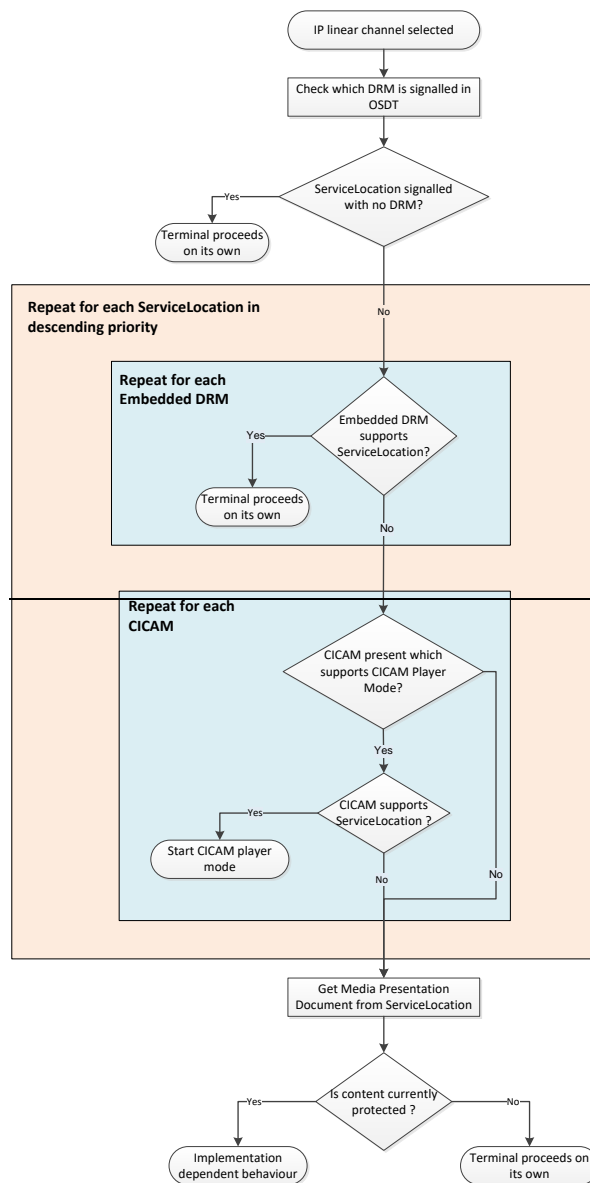 IP linear channel selected
Check which DRM is signalled in
OSDT
ServiceLocation signalled
with no DRM?
Yes
Terminal proceeds
on its own
No
Repeat for each ServiceLocation in
descending priority
Repeat for each
Embedded DRM
Embedded DRM
supports
ServiceLocation?
Yes
Terminal proceeds
on its own
No
Repeat for each
CICAM
CICAM present which
supports CICAM Player
Mode?
Yes
CICAM supports
ServiceLocation ?
Yes
Start CICAM player
mode
No
No
Get Media Presentation
Document from ServiceLocation
Is content currently
protected ?
Yes
No
Implementation
dependent behaviour
Terminal proceeds on
its own